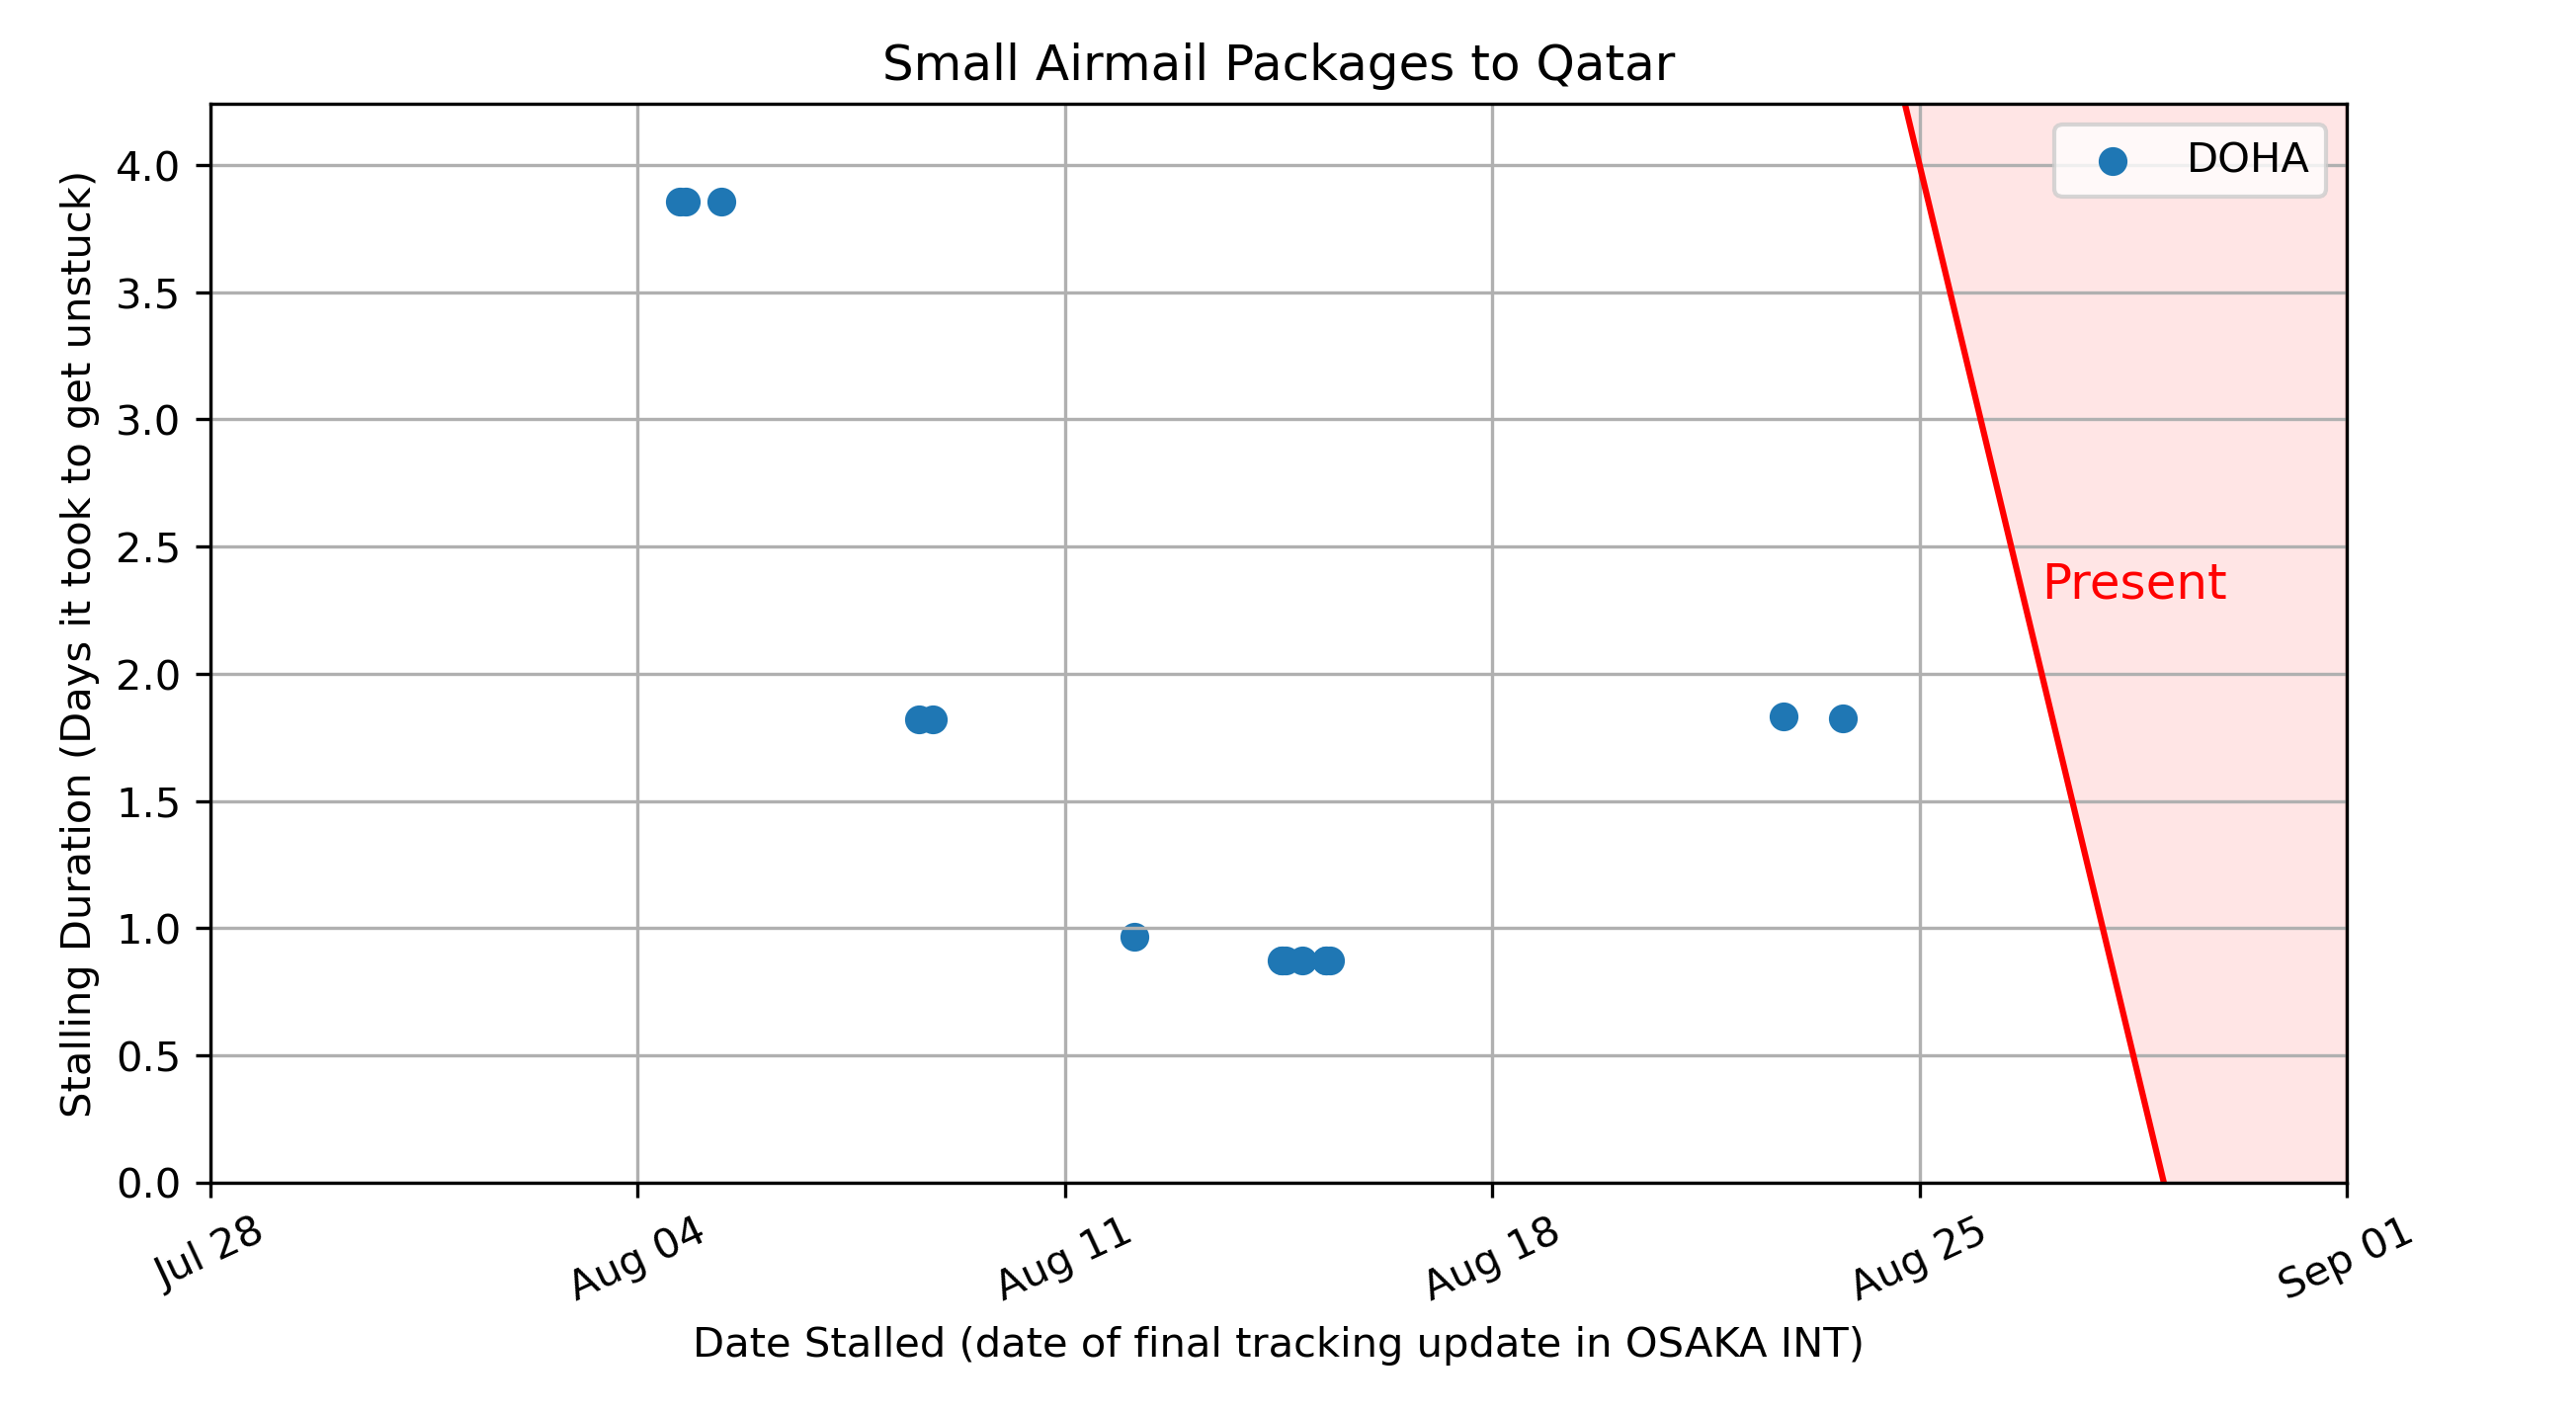 Small Airmail Packages to Qatar
DOHA
Present
Stalling Duration (Days it took to get unstuck)
4.0
3.5
3.0
2.5
2.0
1.5
1.0
0.5
0.0
Jul 28
Aug 04
Aug 11
Aug 18
Aug 25
Sep 01
Date Stalled (date of final tracking update in OSAKA INT)